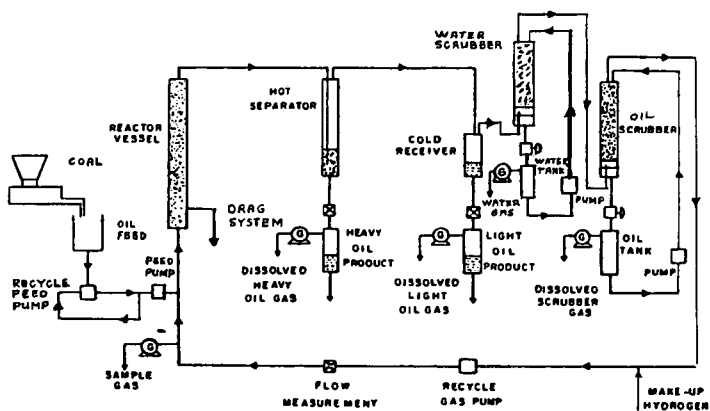 WATER
SCRUBBER
HOT
SEPARATOR
REACTOR
VESSEL
OIL
SCRUBBER
COLD
RECEIVER
COAL
WATER
TANK
G
WATER
GAS
PUMP
OIL
FEED
DRAG
SYSTEM
FEED
PUMP
RECYCLE
FEED
PUMP
G
HEAVY
OIL
PRODUCT
DISSOLVED
HEAVY
OIL GAS
G
LIGHT
OIL
PRODUCT
DISSOLVED
LIGHT
OIL GAS
G
OIL
TANK
PUMP
DISSOLVED
SCRUBBER
GAS
G
SAMPLE
GAS
FLOW
MEASUREMENT
RECYCLE
GAS PUMP
MAKE-UP
HYDROGEN